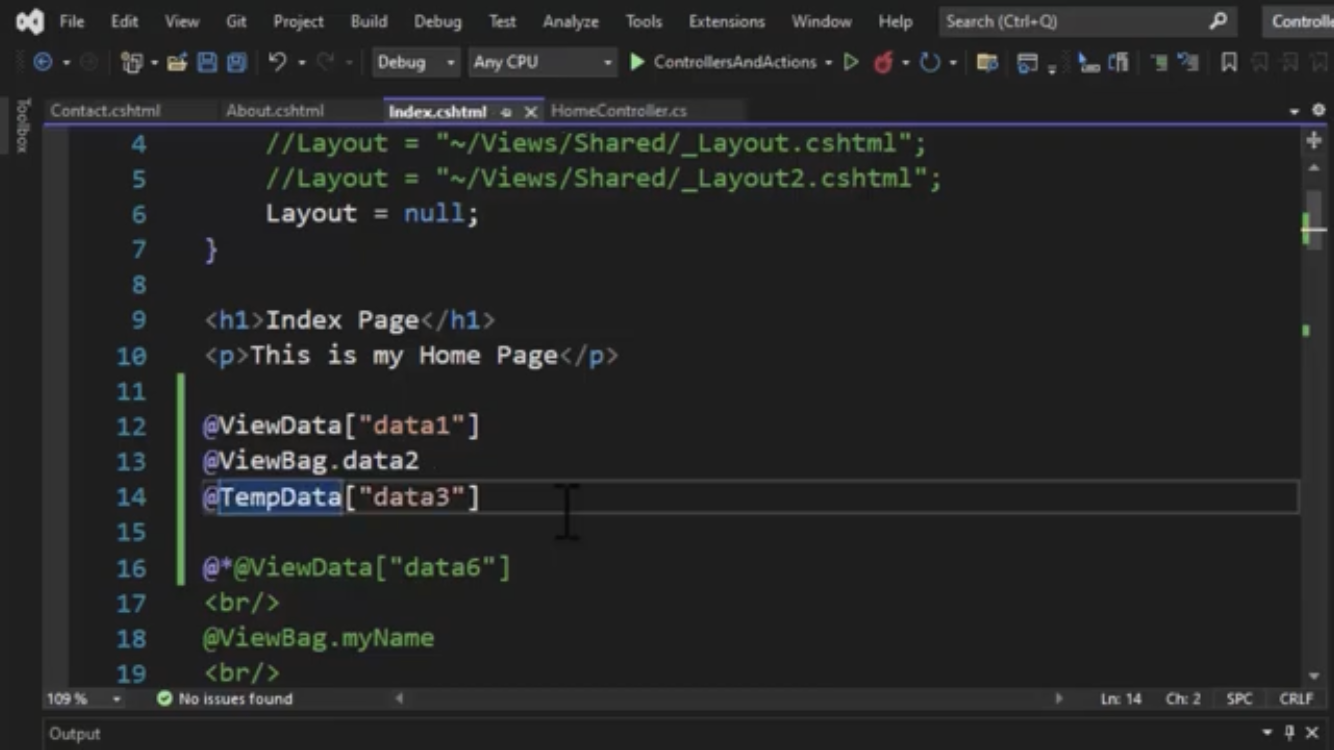 File Edit View Git Project Build Debug Test Analyze Tools Extensions Window Help Search (Ctrl+Q)
Debug Any CPU ControllersAndActions
Toolbox
Contact.cshtml About.cshtml Index.cshtml HomeController.cs
4 //Layout = "~/Views/Shared/_Layout.cshtml";
5 //Layout = "~/Views/Shared/_Layout2.cshtml";
6 Layout = null;
7 }
8
9 <h1>Index Page</h1>
10 <p>This is my Home Page</p>
11
12 @ViewData["data1"]
13 @ViewBag.data2
14 @TempData["data3"]
15
16 @*@ViewData["data6"]
17 <br/>
18 @ViewBag.myName
19 <br/>
109 % No issues found Ln: 14 Ch: 2 SPC CRLF
Output